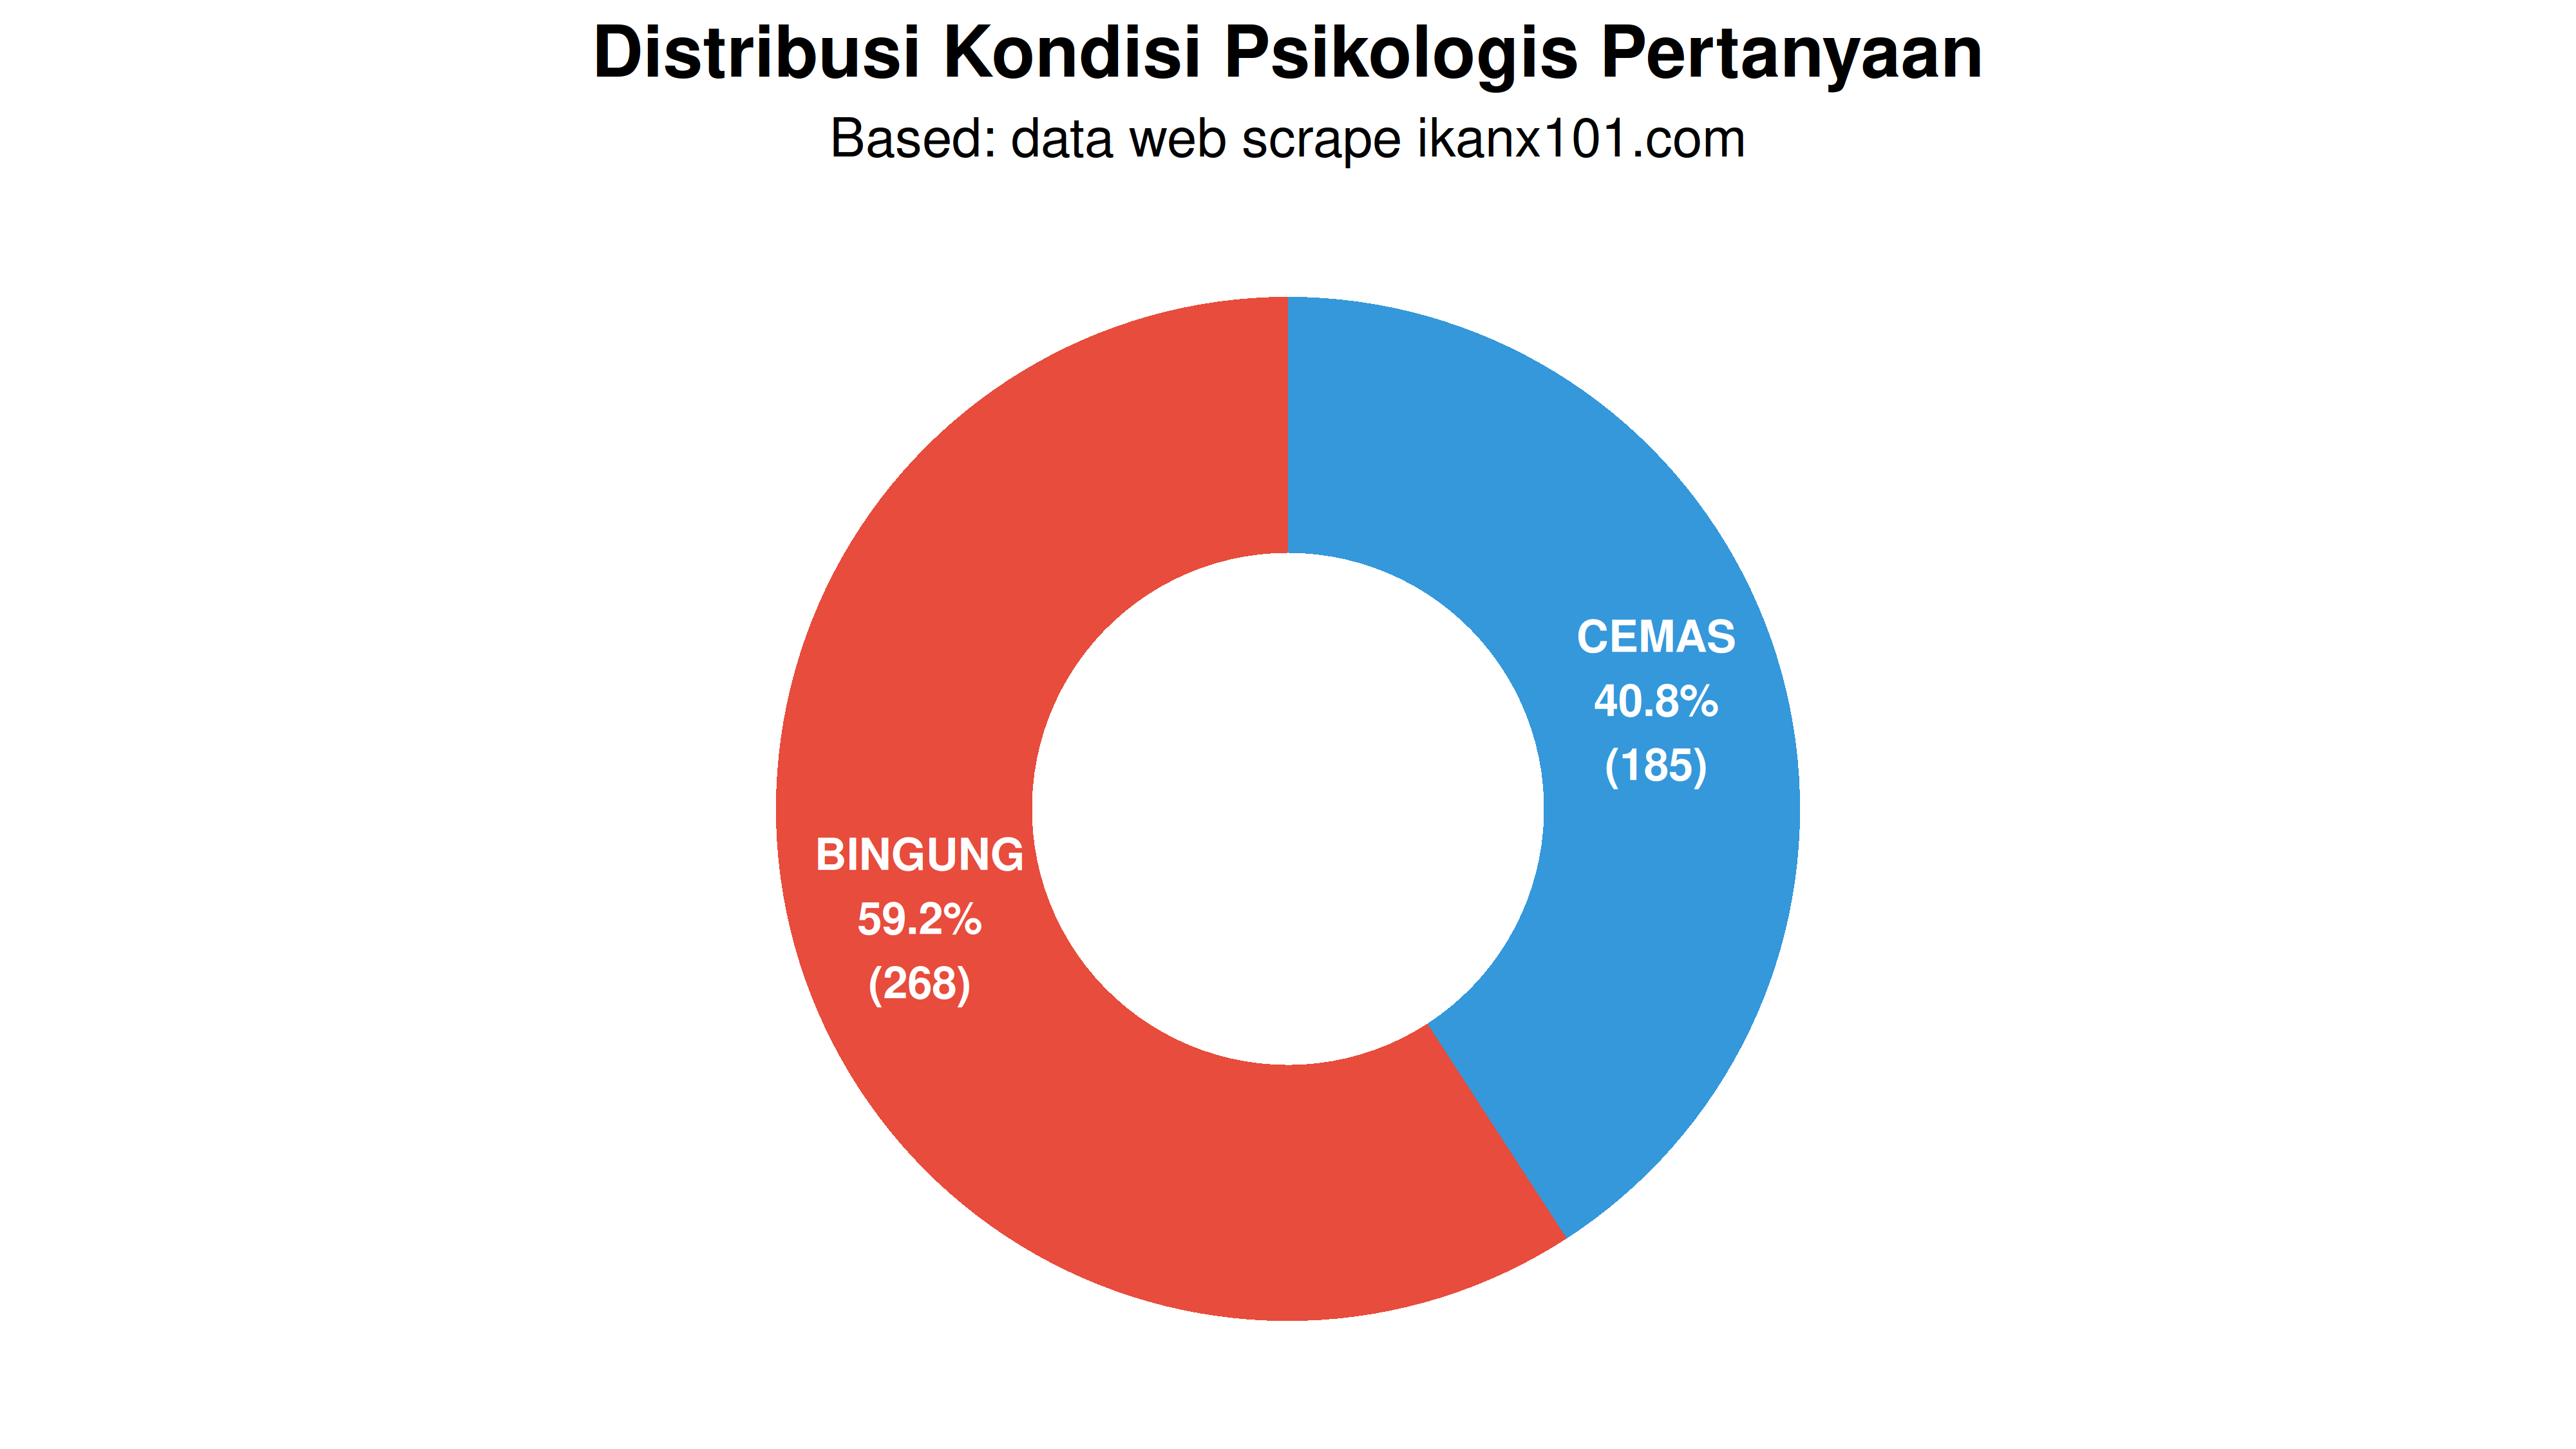 Distribusi Kondisi Psikologis Pertanyaan
Based: data web scrape ikanx101.com
CEMAS
40.8%
(185)
BINGUNG
59.2%
(268)